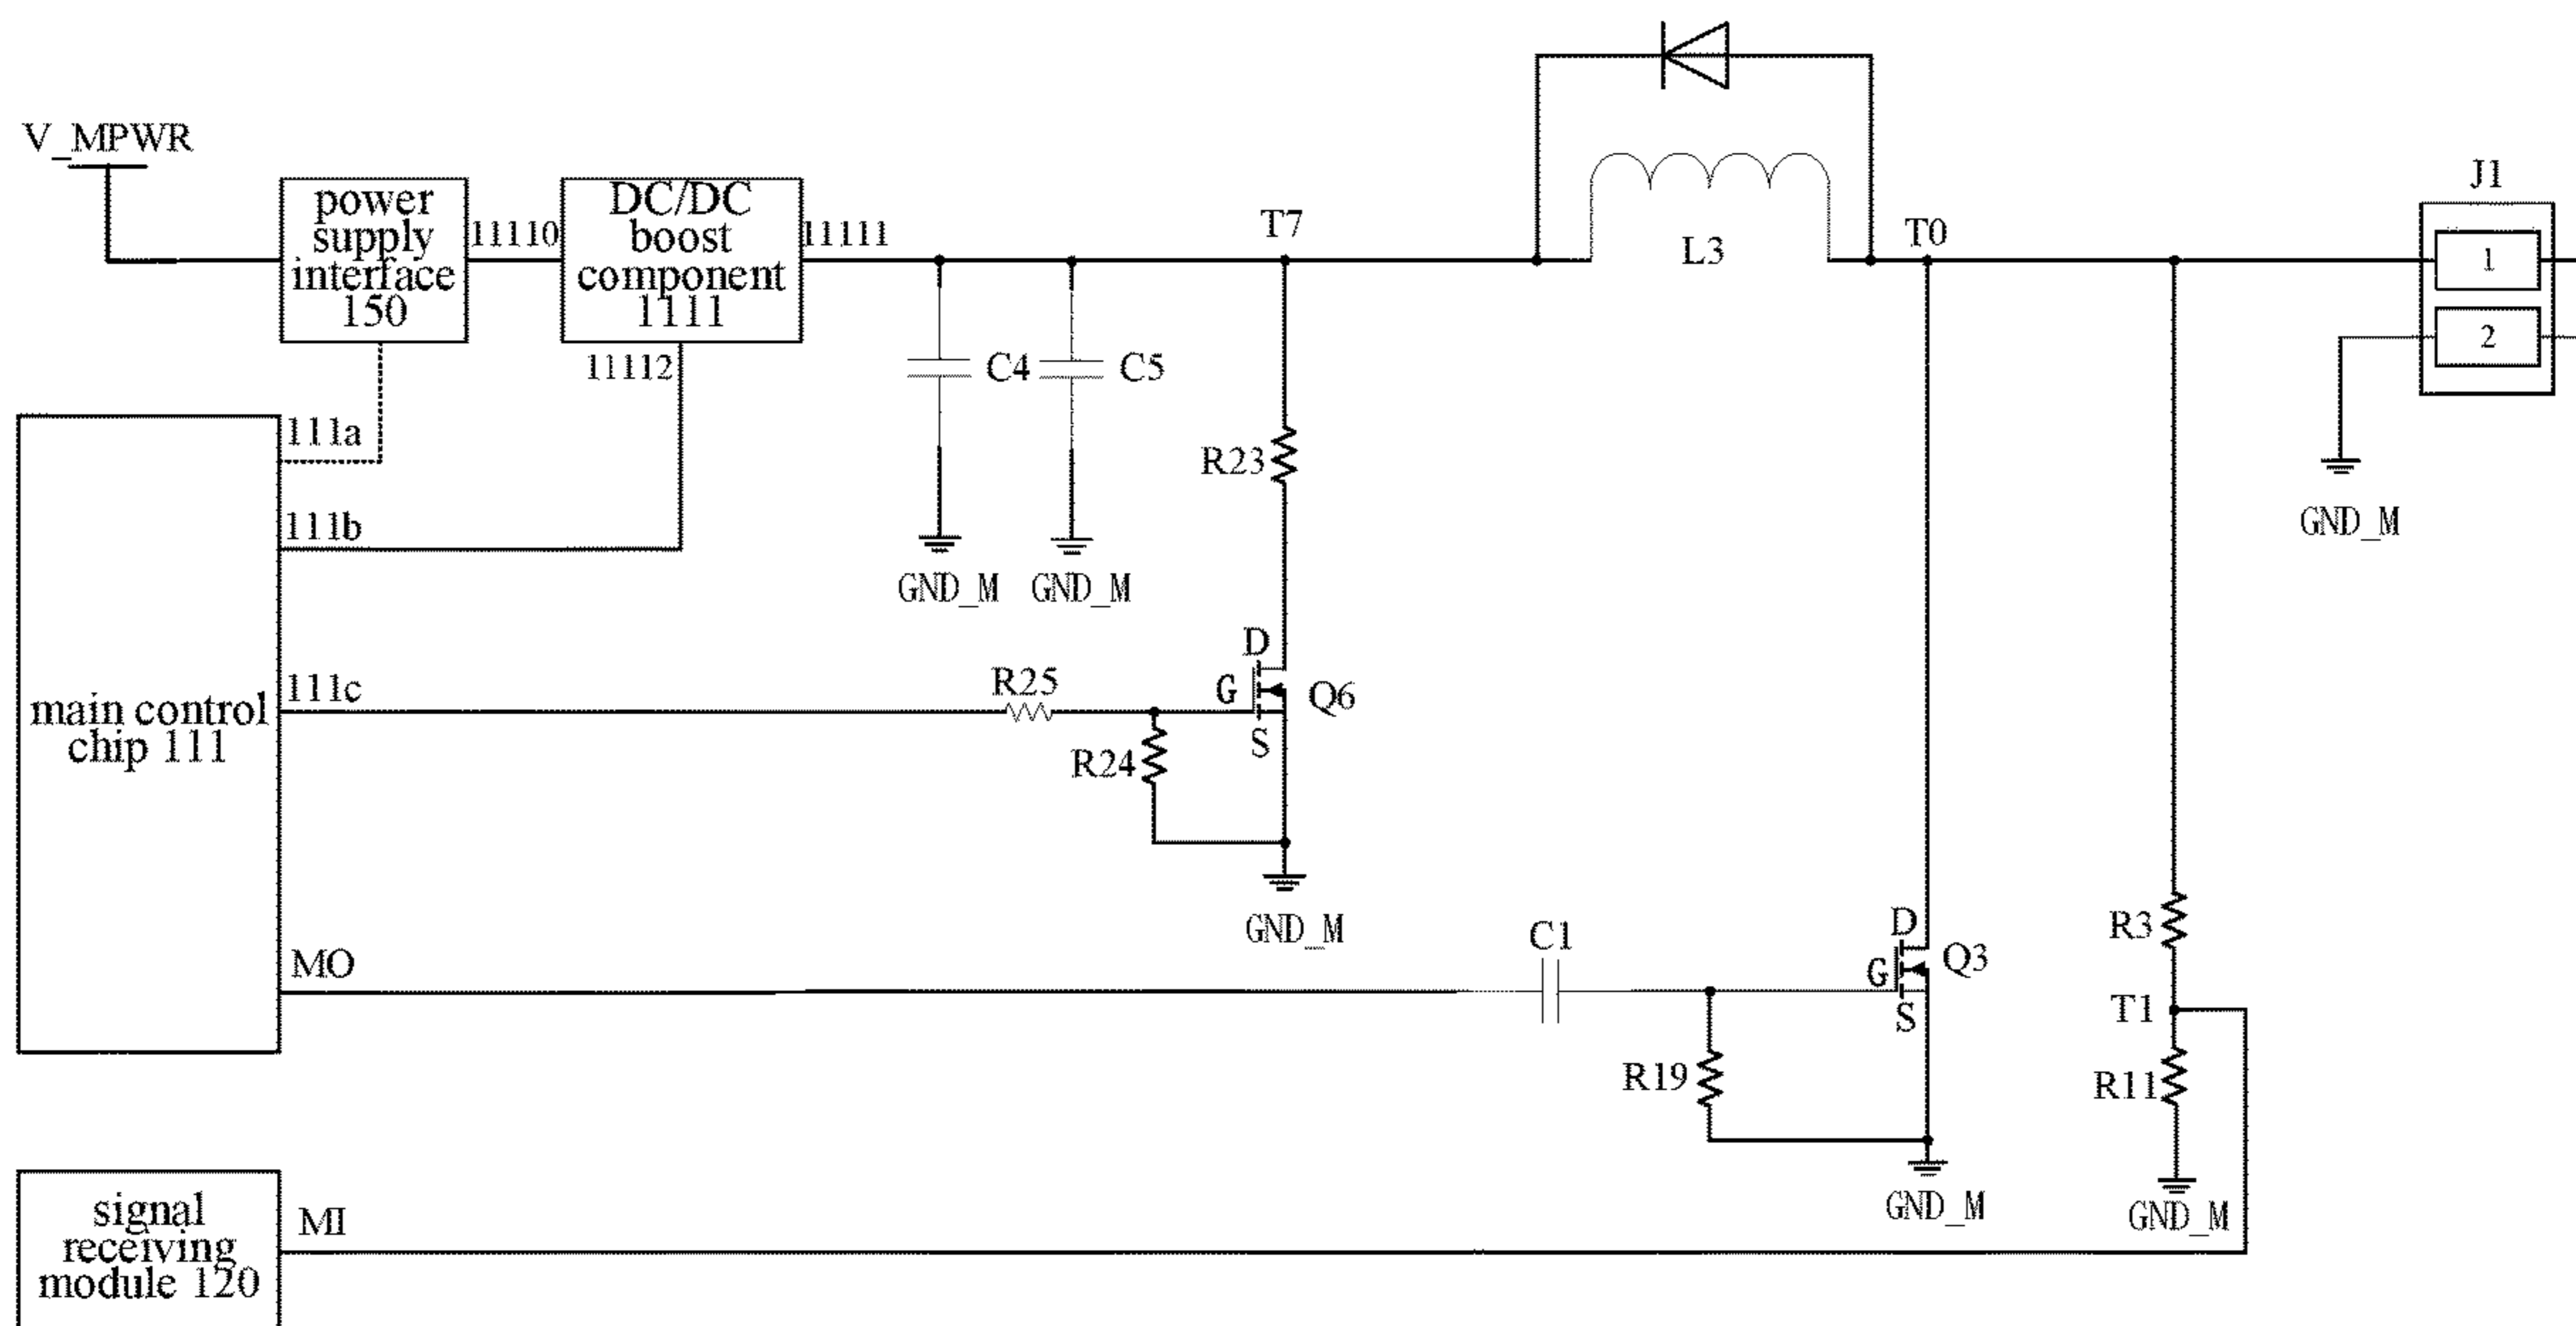 V_MPWR
power
supply
interface
150
11110
DC/DC
boost
component
1111
11111
11112
T7
L3
T0
J1
1
2
C4
C5
GND_M
GND_M
GND_M
R23
111a
111b
111c
main control
chip 111
R25
R24
D
G
S
Q6
GND_M
MO
C1
D
G
S
Q3
R19
GND_M
R3
T1
R11
GND_M
signal
receiving
module 120
MI